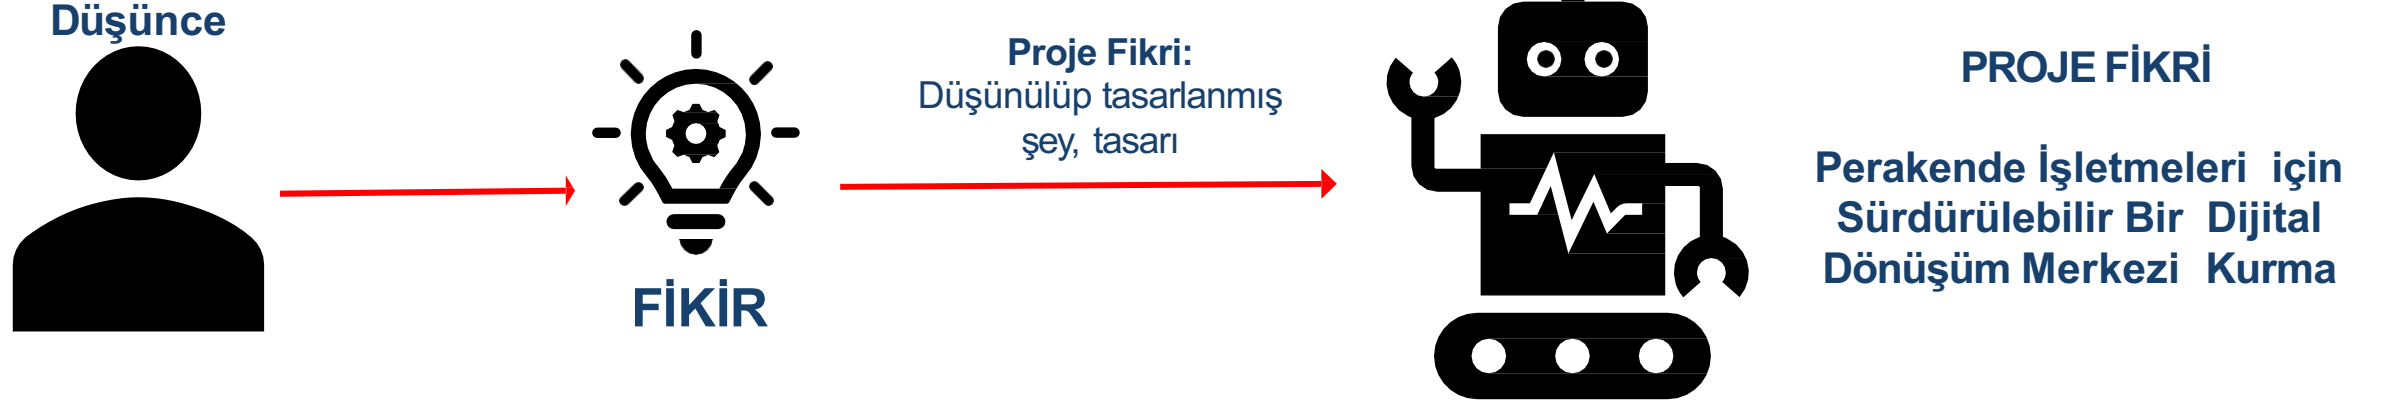 Düşünce
FİKİR
Proje Fikri:
Düşünülüp tasarlanmış
şey, tasarı
PROJE FİKRİ
Perakende İşletmeleri için
Sürdürülebilir Bir Dijital
Dönüşüm Merkezi Kurma